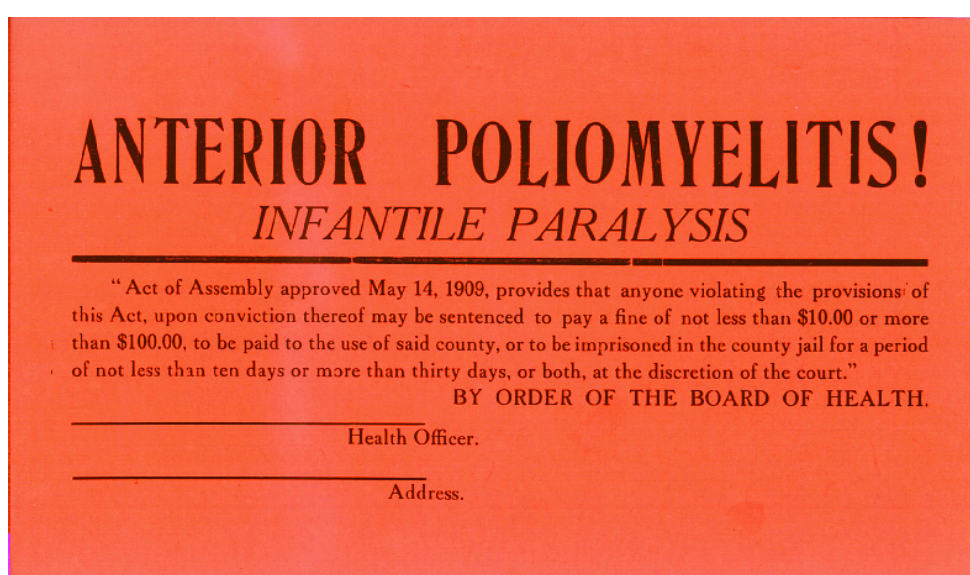 ANTERIOR POLIOMYELITIS!
INFANTILE PARALYSIS
"Act of Assembly approved May 14, 1909, provides that anyone violating the provisions of
this Act, upon conviction thereof may be sentenced to pay a fine of not less than $10.00 or more
than $100.00, to be paid to the use of said county, or to be imprisoned in the county jail for a period
of not less than ten days or more than thirty days, or both, at the discretion of the court."
BY ORDER OF THE BOARD OF HEALTH.
Health Officer.
Address.